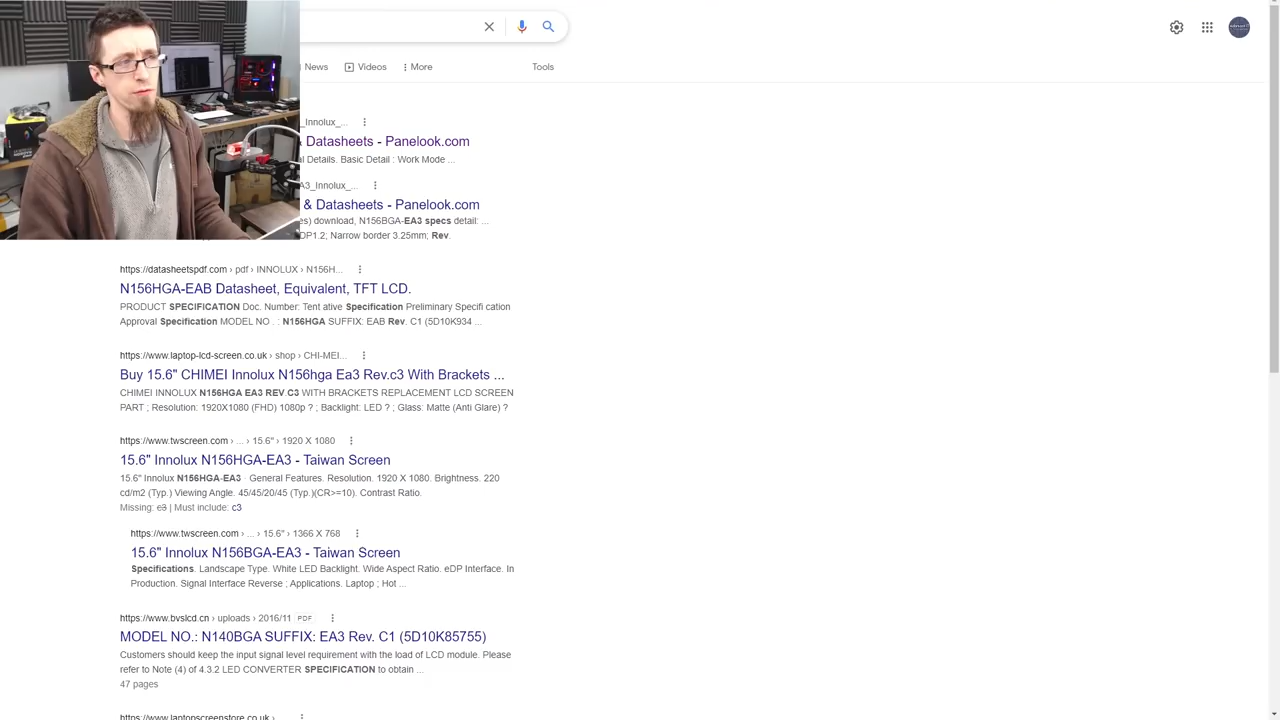 News Videos More Tools
_Innolux_...
Datasheets - Panelook.com
al Details. Basic Detail : Work Mode ...
A3_Innolux_...
& Datasheets - Panelook.com
es) download, N156BGA-EA3 specs detail: ...
DP1.2; Narrow border 3.25mm; Rev.
https://datasheetspdf.com › pdf › INNOLUX › N156H...
N156HGA-EAB Datasheet, Equivalent, TFT LCD.
PRODUCT SPECIFICATION Doc. Number: Tent ative Specification Preliminary Specifi cation
Approval Specification MODEL NO . : N156HGA SUFFIX: EAB Rev. C1 (5D10K934 ...
https://www.laptop-lcd-screen.co.uk › shop › CHI-MEI...
Buy 15.6" CHIMEI Innolux N156hga Ea3 Rev.c3 With Brackets ...
CHIMEI INNOLUX N156HGA EA3 REV.C3 WITH BRACKETS REPLACEMENT LCD SCREEN
PART ; Resolution: 1920X1080 (FHD) 1080p ? ; Backlight: LED ? ; Glass: Matte (Anti Glare) ?
https://www.twscreen.com › ... › 15.6" › 1920 X 1080
15.6" Innolux N156HGA-EA3 - Taiwan Screen
15.6" Innolux N156HGA-EA3 · General Features. Resolution. 1920 X 1080. Brightness. 220
cd/m2 (Typ.) Viewing Angle. 45/45/20/45 (Typ.)(CR>=10). Contrast Ratio.
Missing: e3 | Must include: c3
https://www.twscreen.com › ... › 15.6" › 1366 X 768
15.6" Innolux N156BGA-EA3 - Taiwan Screen
Specifications. Landscape Type. White LED Backlight. Wide Aspect Ratio. eDP Interface. In
Production. Signal Interface Reverse ; Applications. Laptop ; Hot ...
https://www.bvslcd.cn › uploads › 2016/11 PDF
MODEL NO.: N140BGA SUFFIX: EA3 Rev. C1 (5D10K85755)
Customers should keep the input signal level requirement with the load of LCD module. Please
refer to Note (4) of 4.3.2 LED CONVERTER SPECIFICATION to obtain ...
47 pages
https://www.laptopscreenstore.co.uk ›